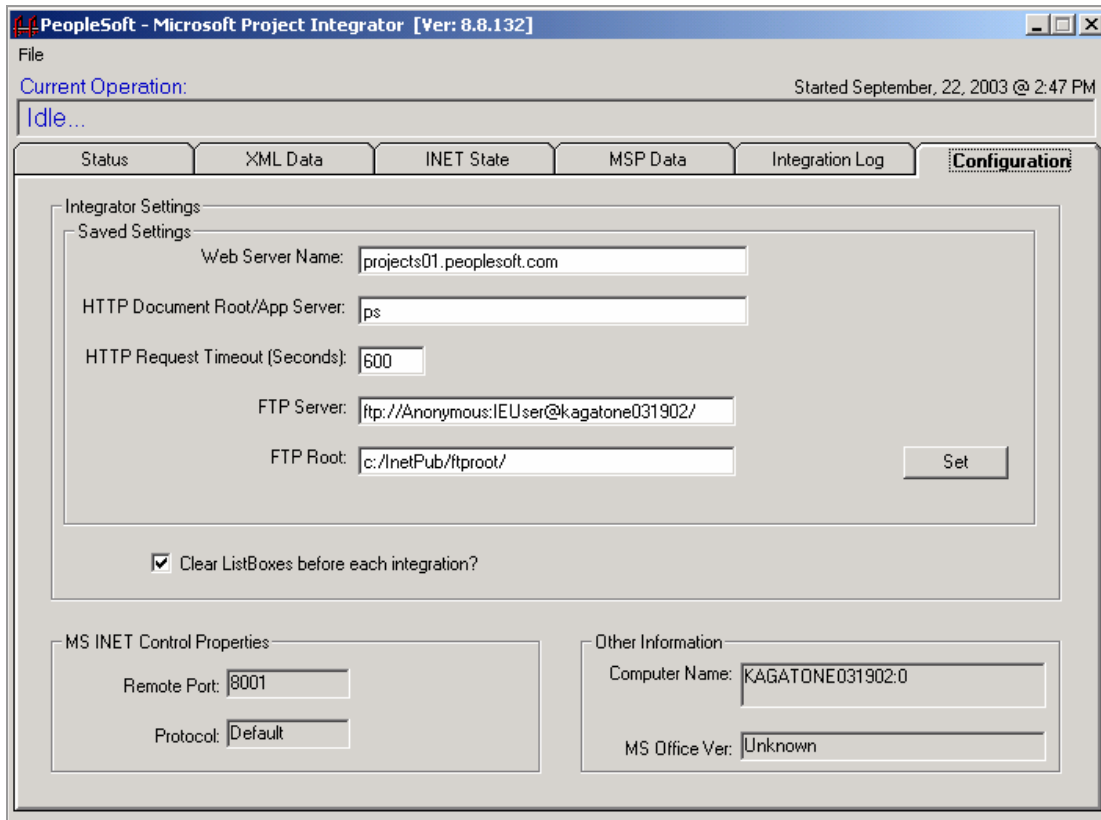 PeopleSoft - Microsoft Project Integrator [Ver: 8.8.132]
File
Current Operation:
Started September, 22, 2003 @ 2:47 PM
Idle...
Status
XML Data
INET State
MSP Data
Integration Log
Configuration
Integrator Settings
Saved Settings
Web Server Name: projects01.peoplesoft.com
HTTP Document Root/App Server: ps
HTTP Request Timeout (Seconds): 600
FTP Server: ftp://Anonymous:IEUser@kagatone031902/
FTP Root: c:/InetPub/ftproot/
Set
Clear ListBoxes before each integration?
MS INET Control Properties
Remote Port: 8001
Protocol: Default
Other Information
Computer Name: KAGATONE031902:0
MS Office Ver: Unknown